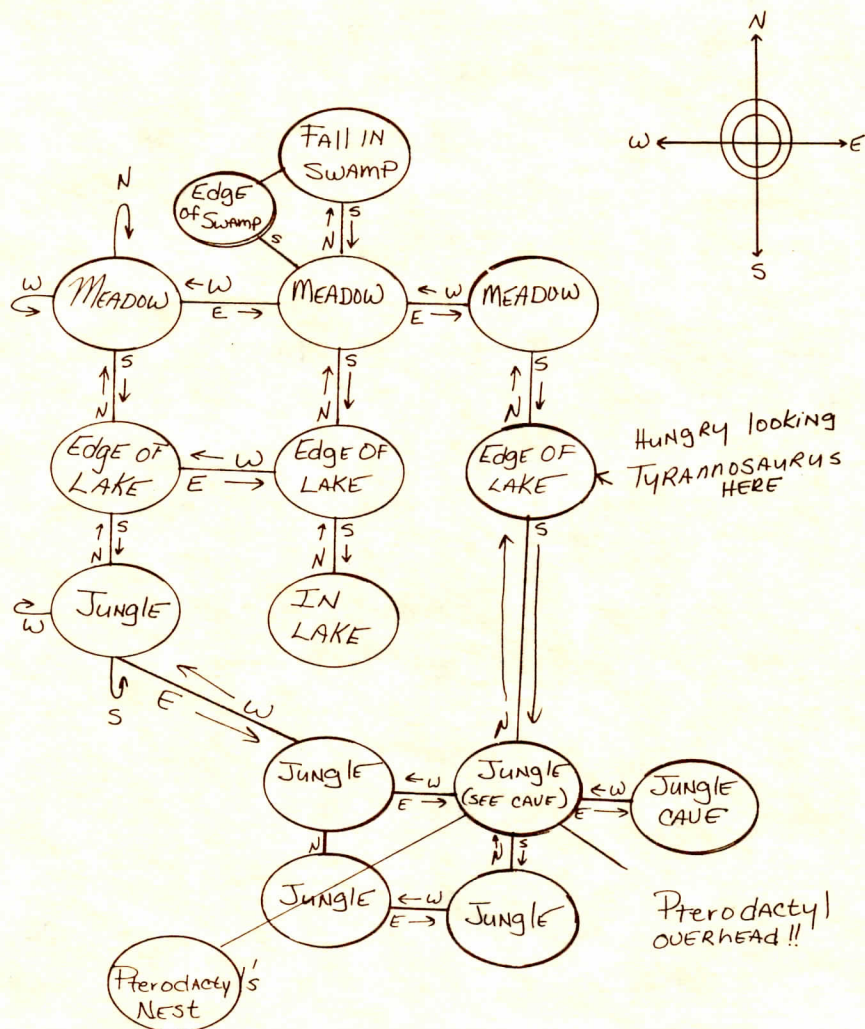 N
W
E
S
Fall IN
SWAMP
EdgE
of SWAMP
S
N
S
N
W
MEADOW
← W
E →
MEADOW
← W
E →
MEADOW
N
S
N
S
N
S
EdgE OF
LAKE
← W
E →
EdgE OF
LAKE
EdgE OF
LAKE
HUNGRY looking
TYRANNOSAURUS
HERE
N
S
N
S
S
JUNGlE
W
S
IN
LAKE
E
W
N
JUNGlE
← W
E →
JUNGlE
(SEE CAVE)
← W
E →
JUNGlE
CAVE
N
N
S
JUNGlE
← W
E →
JUNGlE
PterodACtyl
OVERhEAD!!
PterodACtyl's
NEST